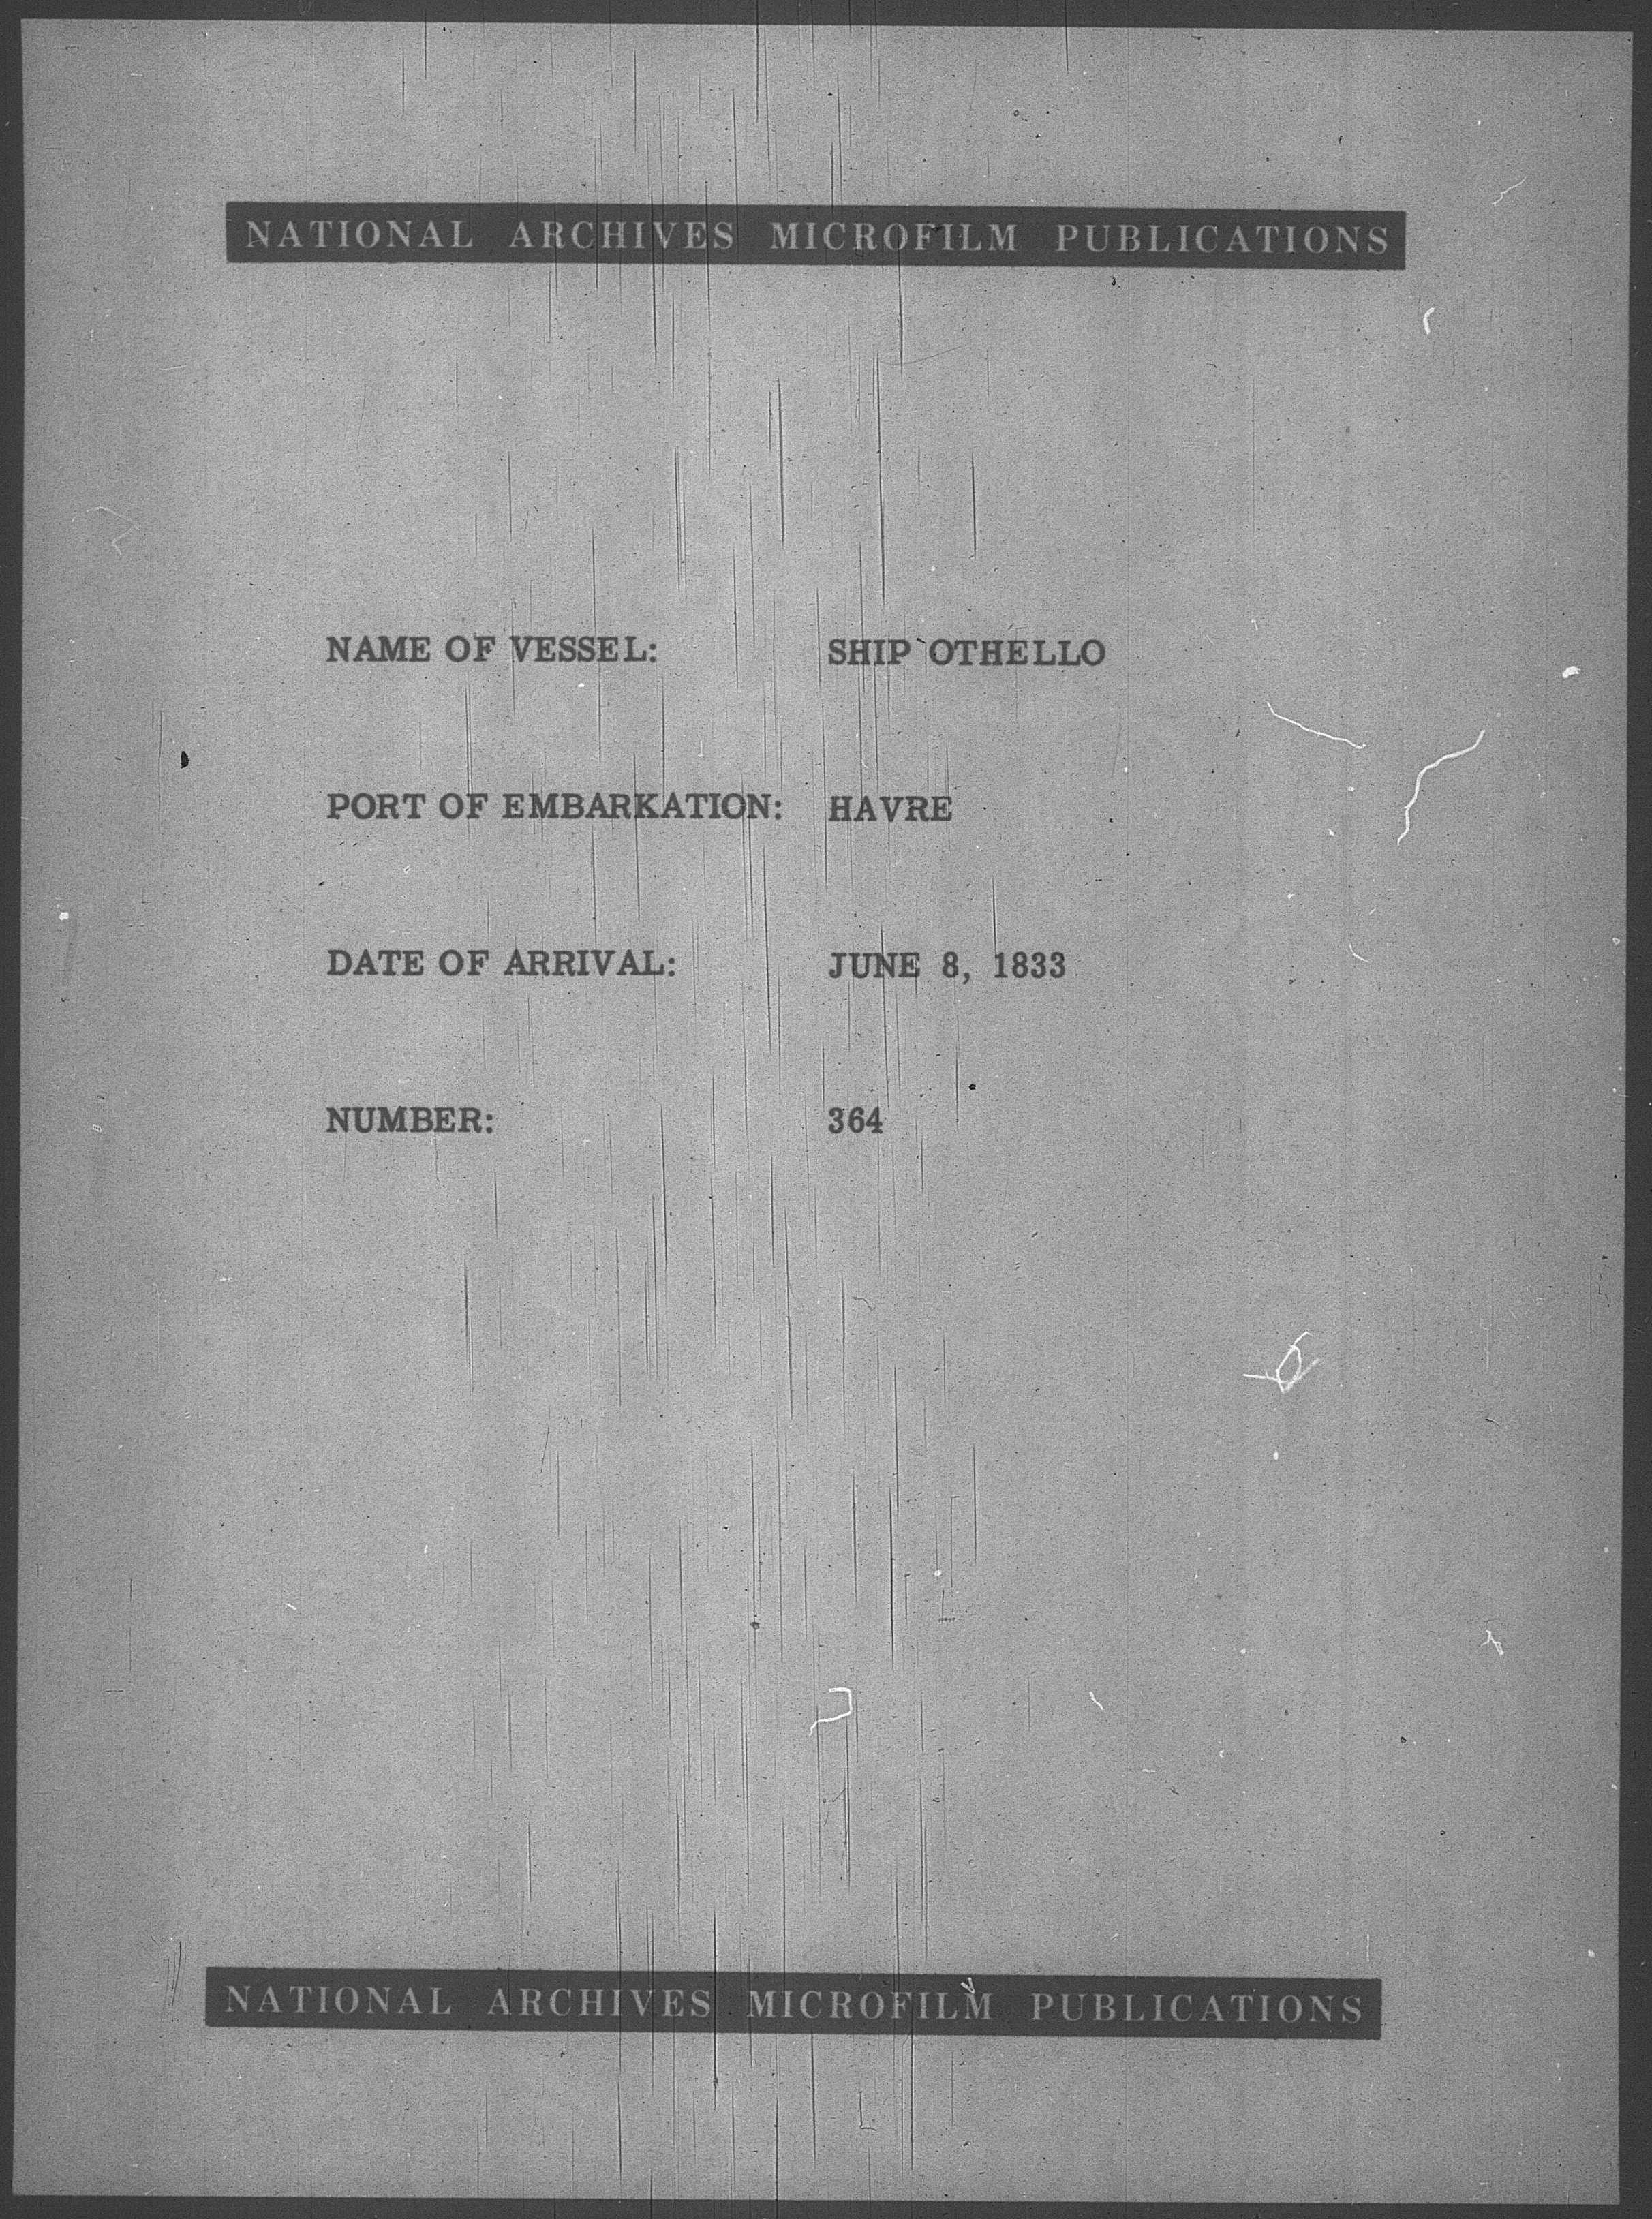 NATIONAL ARCHIVES MICROFILM PUBLICATIONS
NAME OF VESSEL: SHIP OTHELLO
PORT OF EMBARKATION: HAVRE
DATE OF ARRIVAL: JUNE 8, 1833
NUMBER: 364
NATIONAL ARCHIVES MICROFILM PUBLICATIONS